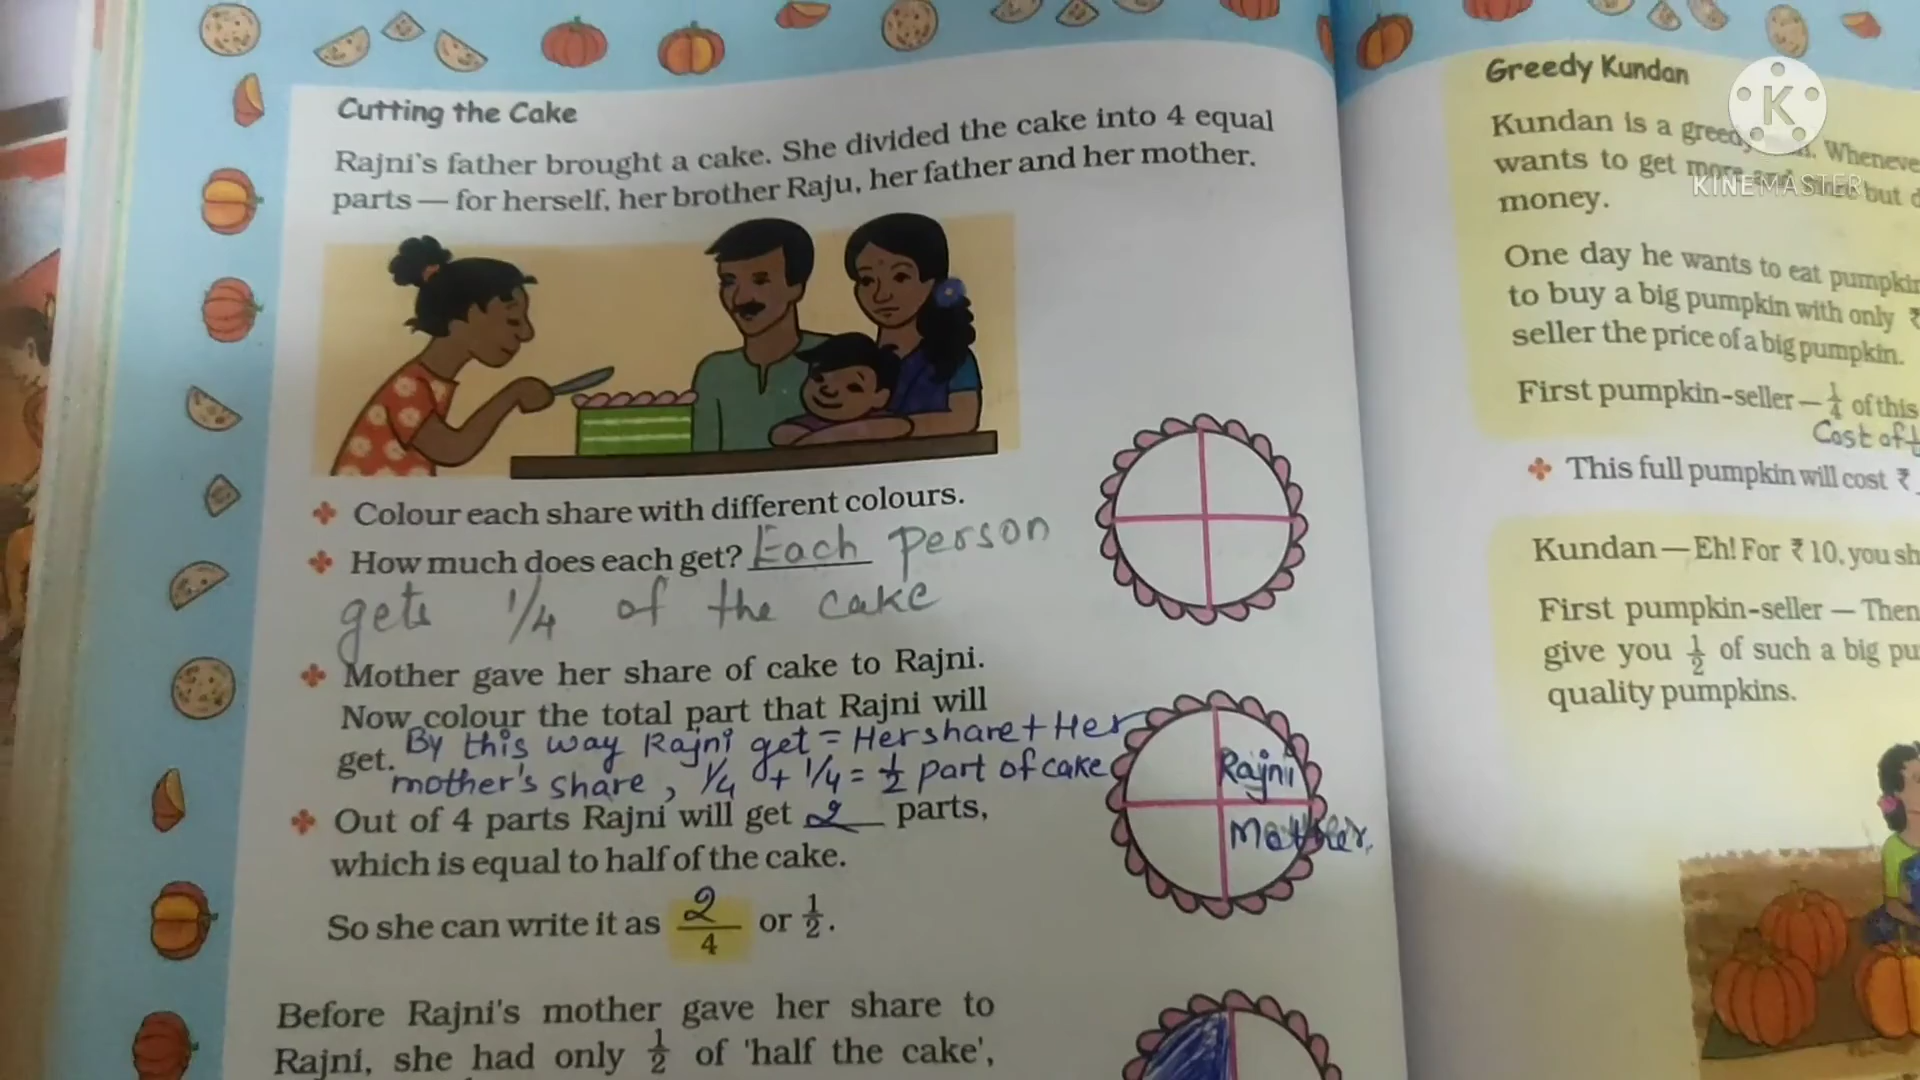 Cutting the Cake
Rajni's father brought a cake. She divided the cake into 4 equal
parts — for herself, her brother Raju, her father and her mother.
Colour each share with different colours.
How much does each get? Each person
gets 1/4 of the cake
Mother gave her share of cake to Rajni.
Now colour the total part that Rajni will
get. By this way Rajni get = Her share + Her
mother's share, 1/4 + 1/4 = 1/2 part of cake
Rajni
Mother
Out of 4 parts Rajni will get 2 parts,
which is equal to half of the cake.
So she can write it as 2/4 or 1/2.
Before Rajni's mother gave her share to
Rajni, she had only 1/2 of 'half the cake',
Greedy Kundan
Kundan is a greedy
wants to get but
money.
One day he wants to eat
to buy a big pumpkin with only ₹
seller the price of a big pumpkin.
First pumpkin-seller — 1/4 of this
Cost of
This full pumpkin will cost ₹
Kundan — Eh! For ₹ 10, you
First pumpkin-seller — Then
give you 1/2 of such a big
quality pumpkins.
K
KINEMASTER